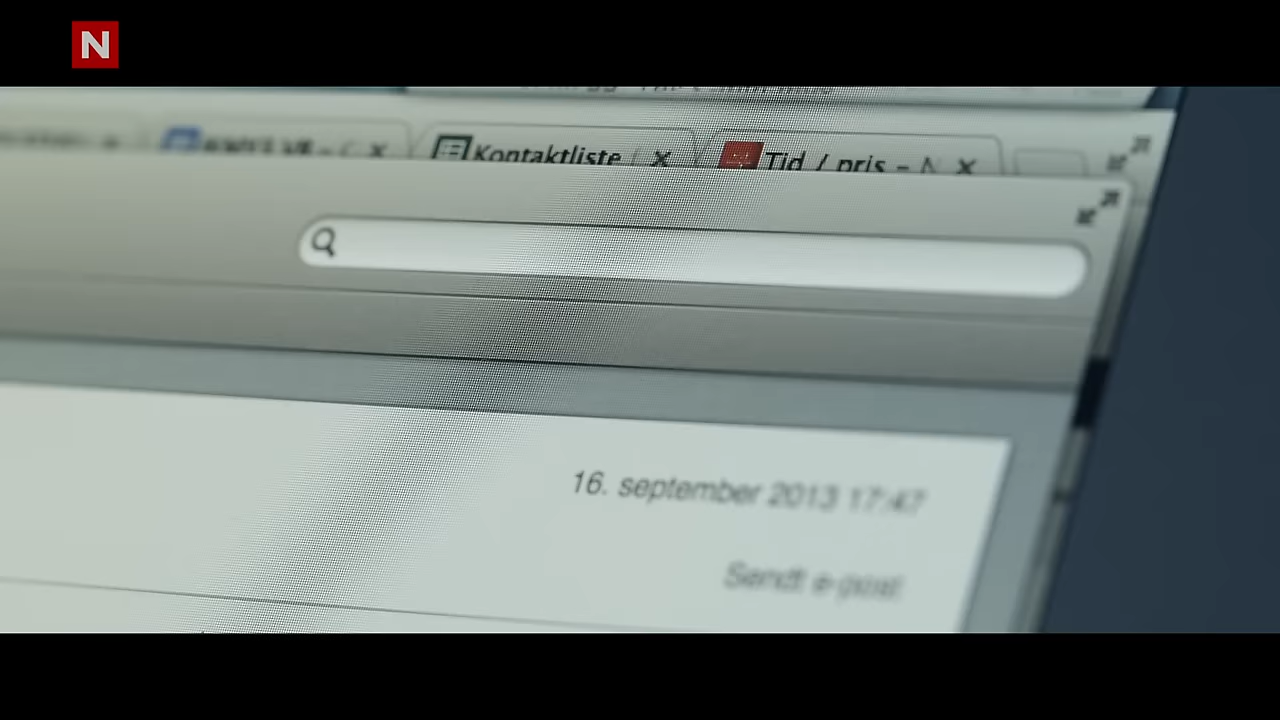 N
Kontaktliste
Tid / pris - N
16. september 2013 17:47
Sendt e-post